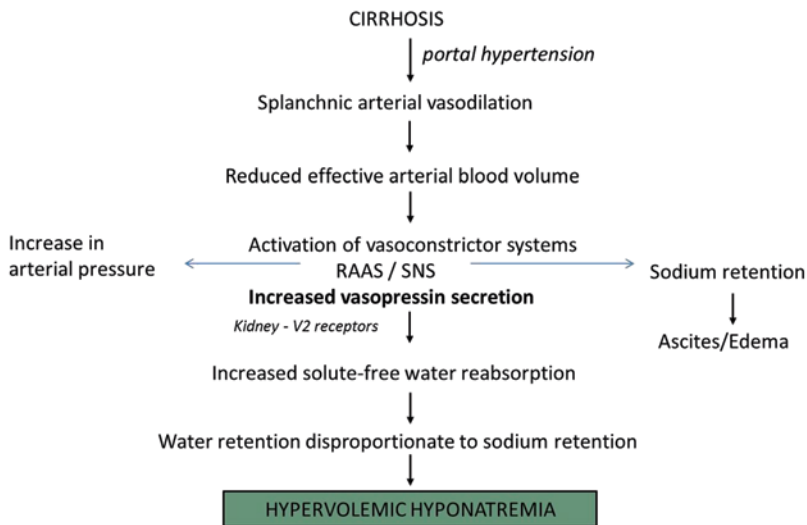 CIRRHOSIS
portal hypertension
Splanchnic arterial vasodilation
Reduced effective arterial blood volume
Increase in
arterial pressure
Activation of vasoconstrictor systems
RAAS / SNS
Increased vasopressin secretion
Sodium retention
Ascites/Edema
Kidney - V2 receptors
Increased solute-free water reabsorption
Water retention disproportionate to sodium retention
HYPERVOLEMIC HYPONATREMIA